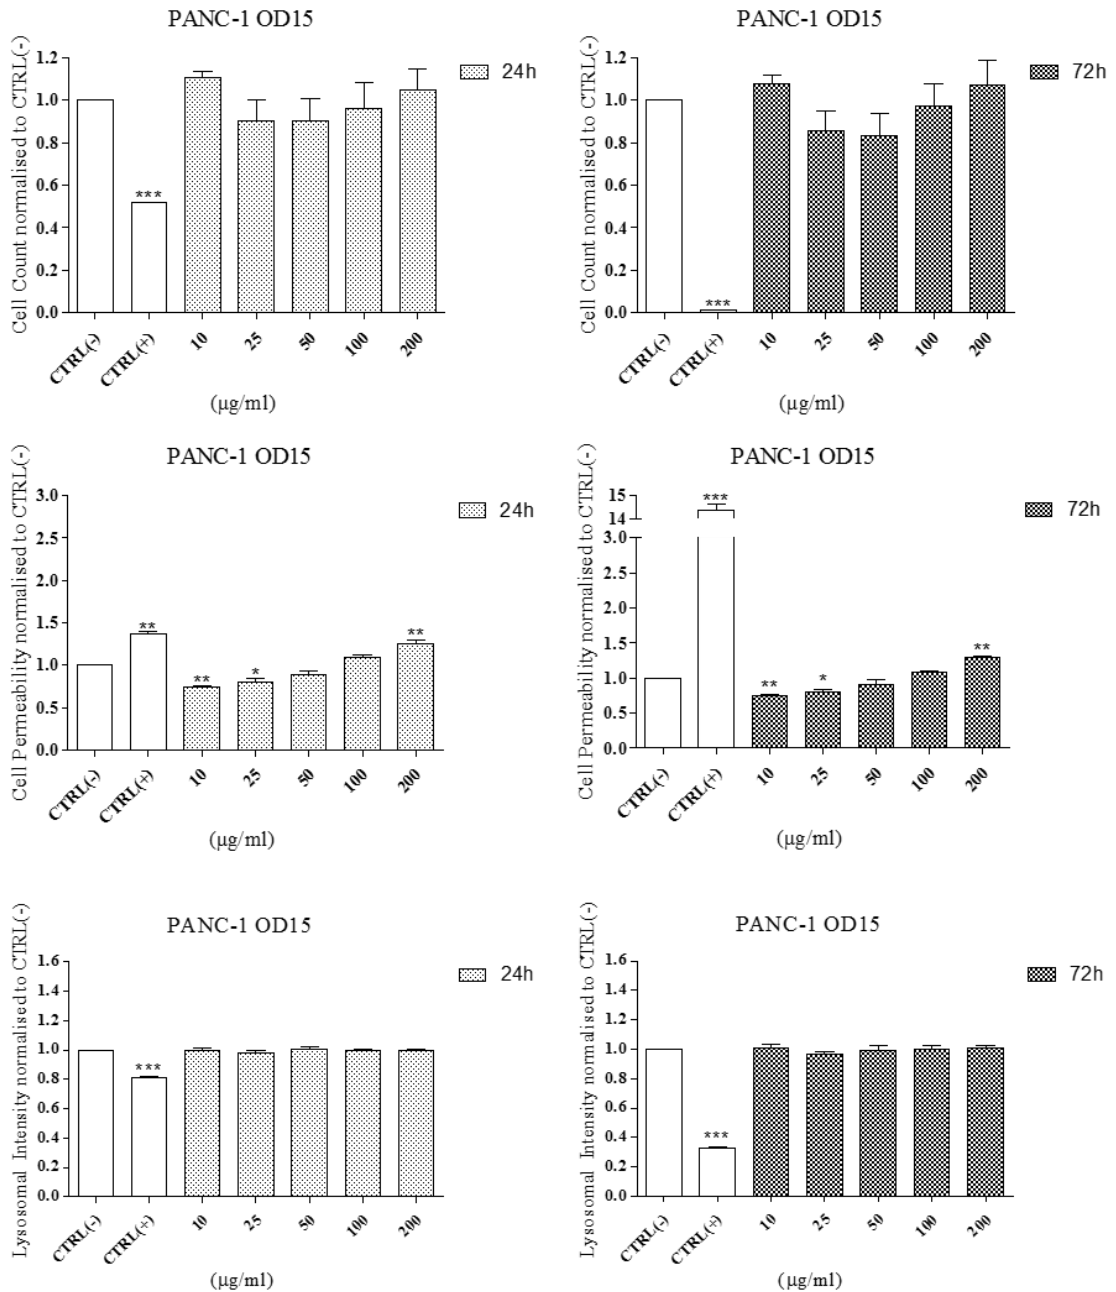 PANC-1 OD15
Cell Count normalised to CTRL(-)
1.2
1.0
0.8
0.6
0.4
0.2
0.0
***
24h
CTRL(-) CTRL(+) 10 25 50 100 200
(µg/ml)
PANC-1 OD15
Cell Count normalised to CTRL(-)
1.2
1.0
0.8
0.6
0.4
0.2
0.0
***
72h
CTRL(-) CTRL(+) 10 25 50 100 200
(µg/ml)
PANC-1 OD15
Cell Permeability normalised to CTRL(-)
3.0
2.5
2.0
1.5
1.0
0.5
0.0
** ** * **
24h
CTRL(-) CTRL(+) 10 25 50 100 200
(µg/ml)
PANC-1 OD15
Cell Permeability normalised to CTRL(-)
15
14
3.0
2.5
2.0
1.5
1.0
0.5
0.0
*** ** * **
72h
CTRL(-) CTRL(+) 10 25 50 100 200
(µg/ml)
PANC-1 OD15
Lysosomal Intensity normalised to CTRL(-)
1.6
1.4
1.2
1.0
0.8
0.6
0.4
0.2
0.0
***
24h
CTRL(-) CTRL(+) 10 25 50 100 200
(µg/ml)
PANC-1 OD15
Lysosomal Intensity normalised to CTRL(-)
1.6
1.4
1.2
1.0
0.8
0.6
0.4
0.2
0.0
***
72h
CTRL(-) CTRL(+) 10 25 50 100 200
(µg/ml)